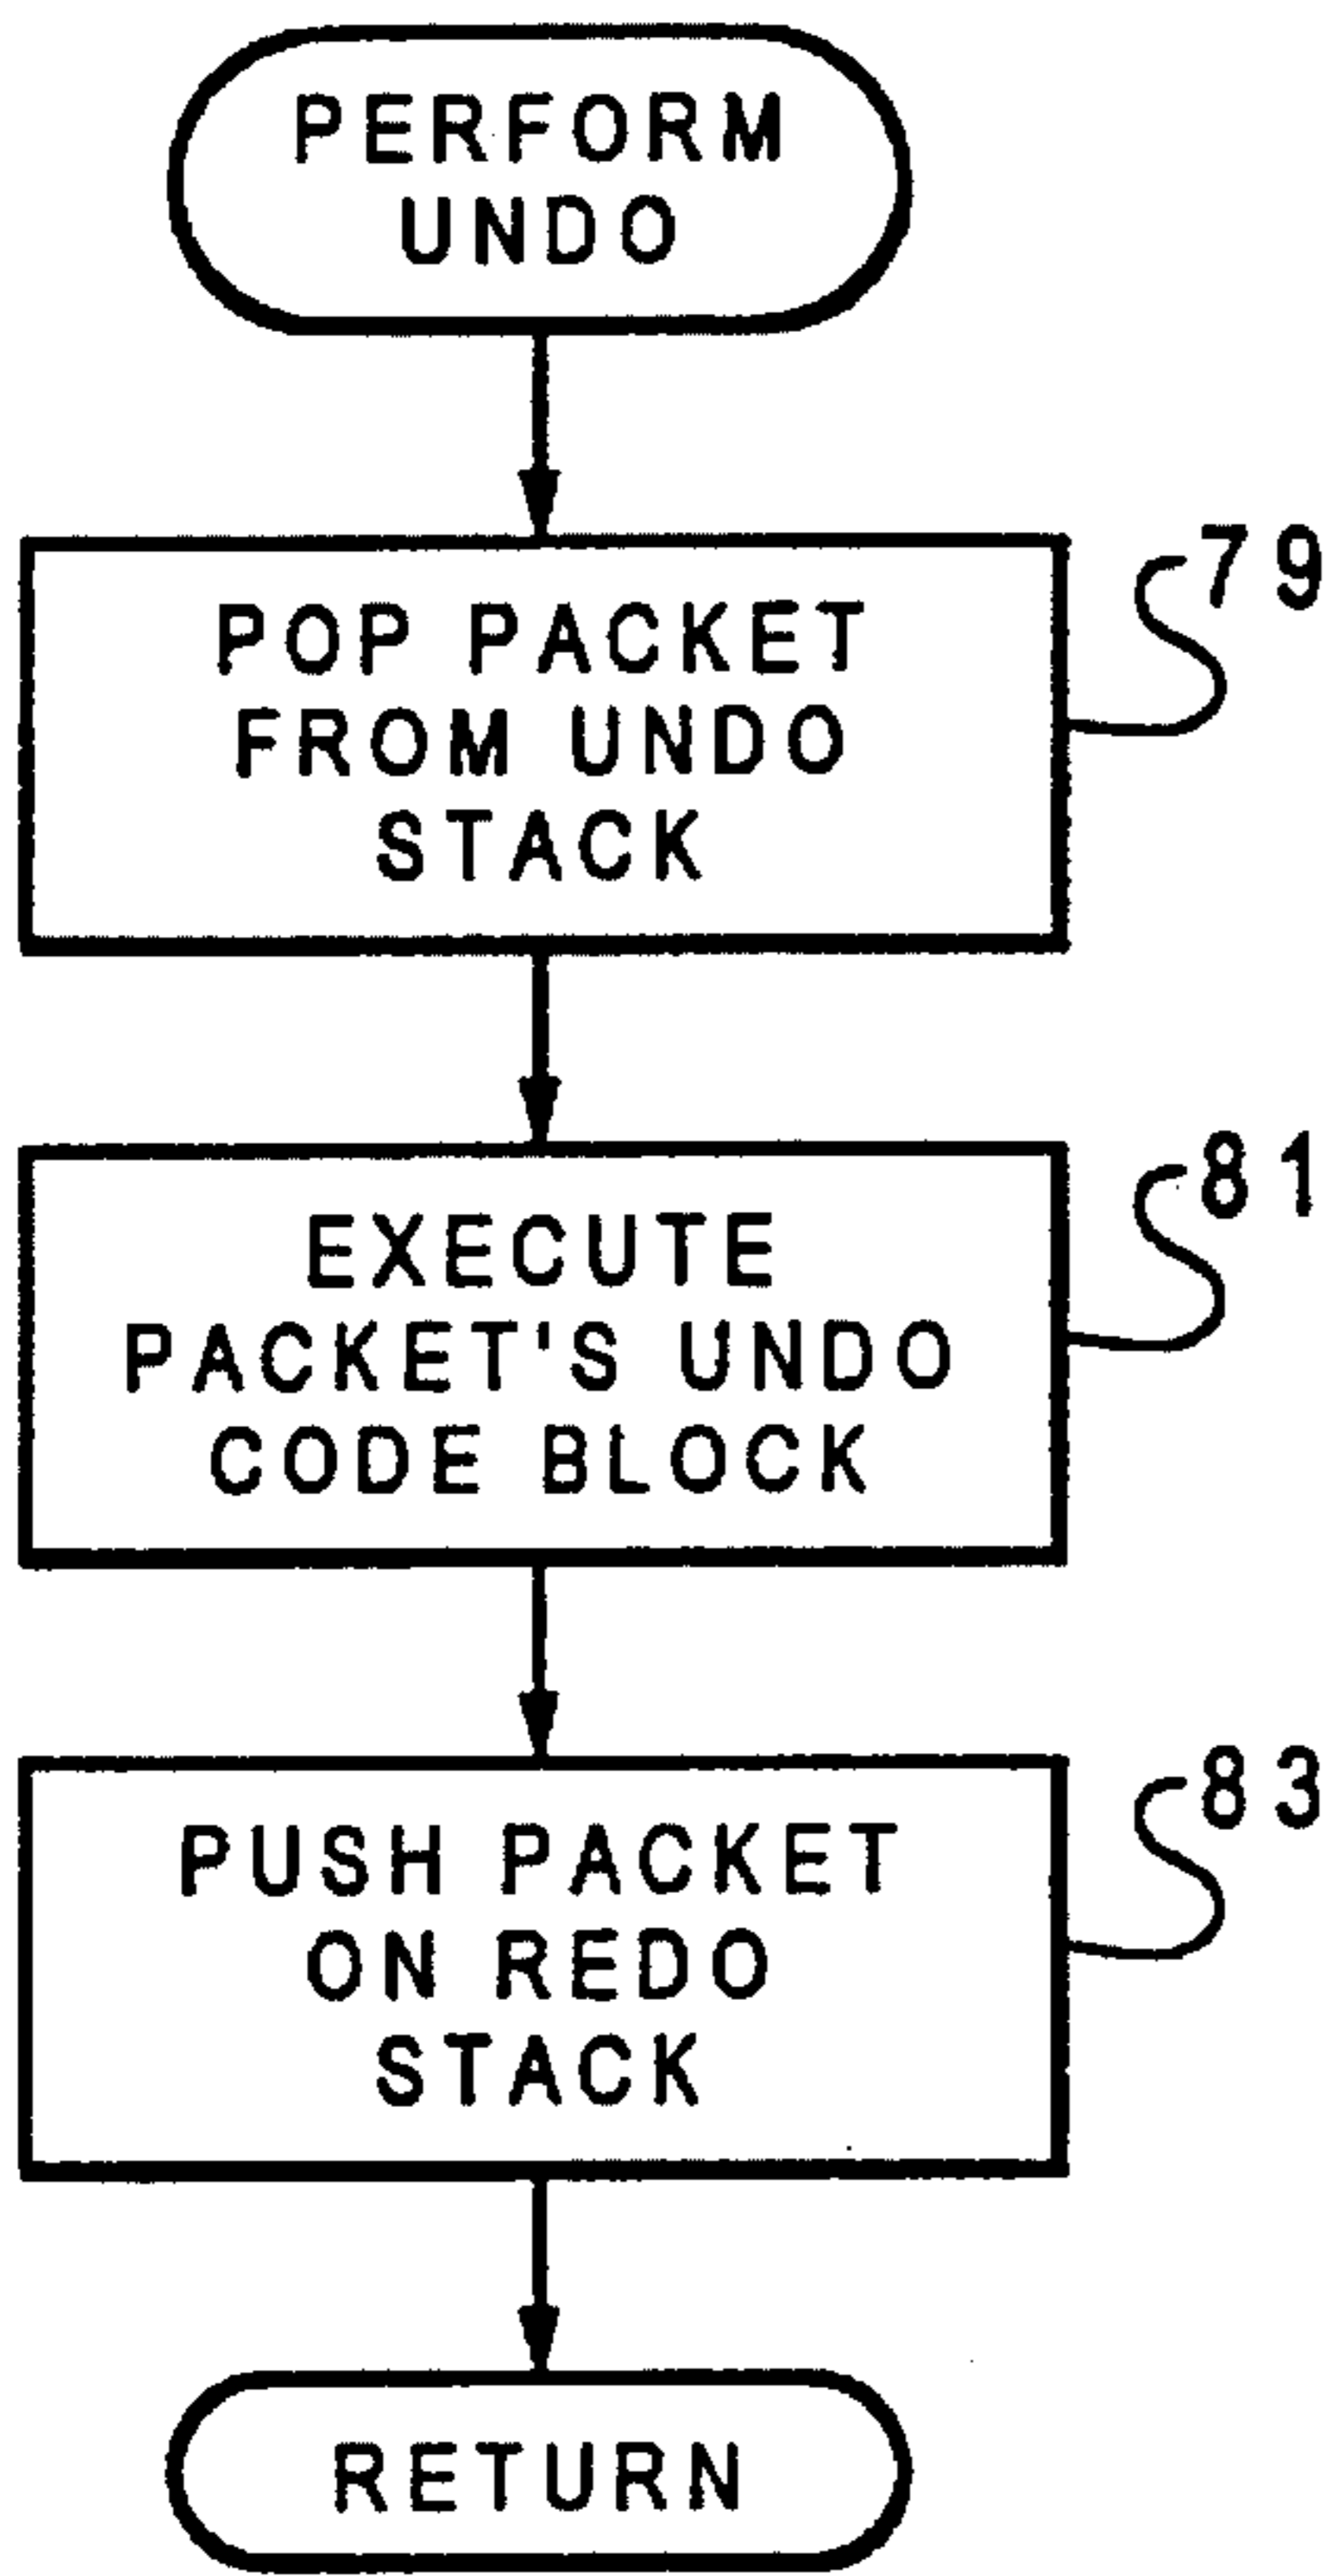 PERFORM
UNDO
POP PACKET
FROM UNDO
STACK
79
EXECUTE
PACKET'S UNDO
CODE BLOCK
81
PUSH PACKET
ON REDO
STACK
83
RETURN